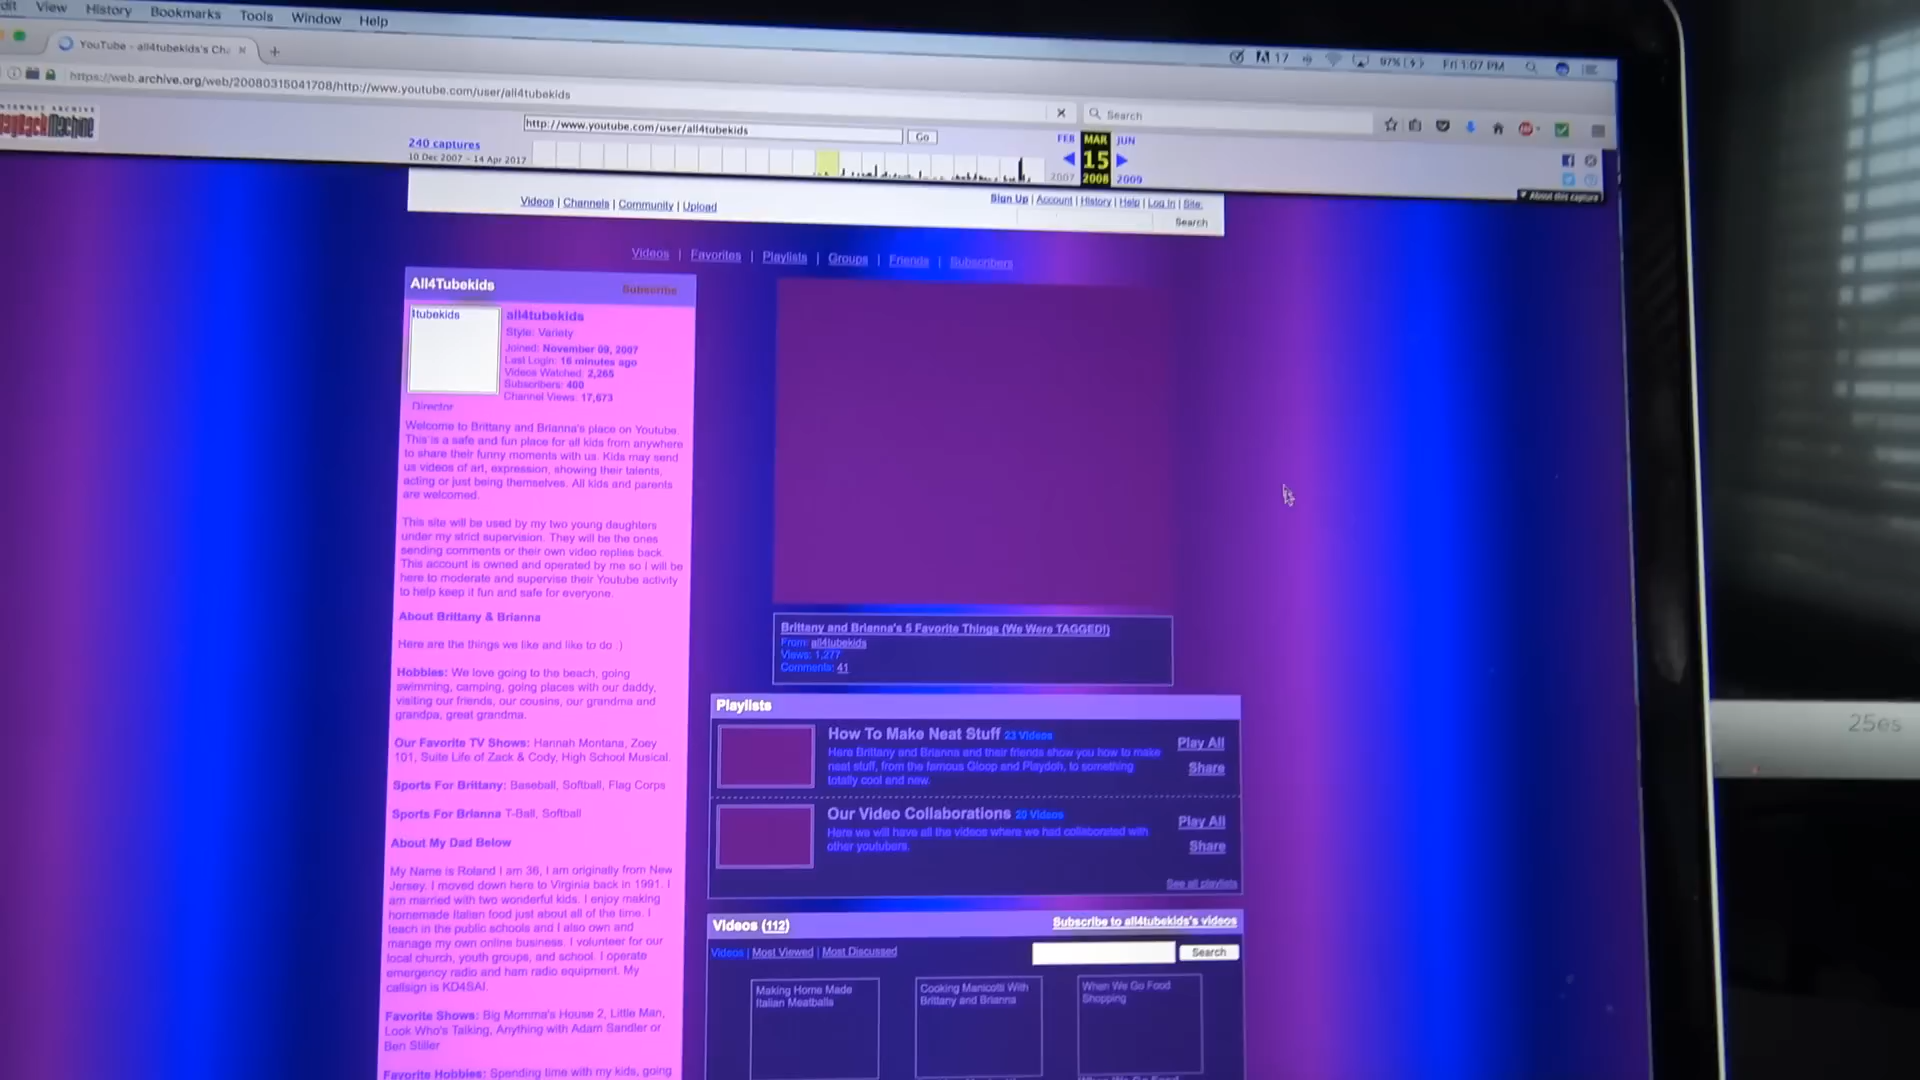 View History Bookmarks Tools Window Help
YouTube - all4tubekids's Ch
17 97% Fri 1:07 PM
https://web.archive.org/web/20080315041708/http://www.youtube.com/user/all4tubekids
Search
INTERNET ARCHIVE
WayBackMachine
http://www.youtube.com/user/all4tubekids Go
240 captures
10 Dec 2007 - 14 Apr 2017
FEB MAR JUN
15
2007 2008 2009
About this capture
Videos | Channels | Community | Upload
Sign Up | Account | History | Help | Log In | Site:
Search
Videos | Favorites | Playlists | Groups | Friends | Subscribers
All4Tubekids Subscribe
ltubekids
all4tubekids
Style: Variety
Joined: November 09, 2007
Last Login: 16 minutes ago
Videos Watched: 2,265
Subscribers: 400
Channel Views: 17,673
Director
Welcome to Brittany and Brianna's place on Youtube.
This is a safe and fun place for all kids from anywhere
to share their funny moments with us. Kids may send
us videos of art, expression, showing their talents,
acting or just being themselves. All kids and parents
are welcomed.
This site will be used by my two young daughters
under my strict supervision. They will be the ones
sending comments or their own video replies back.
This account is owned and operated by me so I will be
here to moderate and supervise their Youtube activity
to help keep it fun and safe for everyone.
About Brittany & Brianna
Here are the things we like and like to do :)
Hobbies: We love going to the beach, going
swimming, camping, going places with our daddy,
visiting our friends, our cousins, our grandma and
grandpa, great grandma.
Our Favorite TV Shows: Hannah Montana, Zoey
101, Suite Life of Zack & Cody, High School Musical.
Sports For Brittany: Baseball, Softball, Flag Corps
Sports For Brianna T-Ball, Softball
About My Dad Below
My Name is Roland I am 36, I am originally from New
Jersey. I moved down here to Virginia back in 1991. I
am married with two wonderful kids. I enjoy making
homemade Italian food just about all of the time. I
teach in the public schools and I also own and
manage my own online business. I volunteer for our
local church, youth groups, and school. I operate
emergency radio and ham radio equipment. My
callsign is KD4SAI.
Favorite Shows: Big Momma's House 2, Little Man,
Look Who's Talking, Anything with Adam Sandler or
Ben Stiller
Favorite Hobbies: Spending time with my kids, going
Brittany and Brianna's 5 Favorite Things (We Were TAGGED!)
From: all4tubekids
Views: 1,277
Comments: 41
Playlists
How To Make Neat Stuff 23 Videos
Here Brittany and Brianna and their friends show you how to make
neat stuff, from the famous Gloop and Playdoh, to something
totally cool and new.
Play All
Share
Our Video Collaborations 20 Videos
Here we will have all the videos where we had collaborated with
other youtubers.
Play All
Share
See all playlists
Videos (112) Subscribe to all4tubekids's videos
Videos | Most Viewed | Most Discussed Search
Making Home Made
Italian Meatballs
Cooking Manicotti With
Brittany and Brianna
When We Go Food
Shopping
When We Go Food
25es